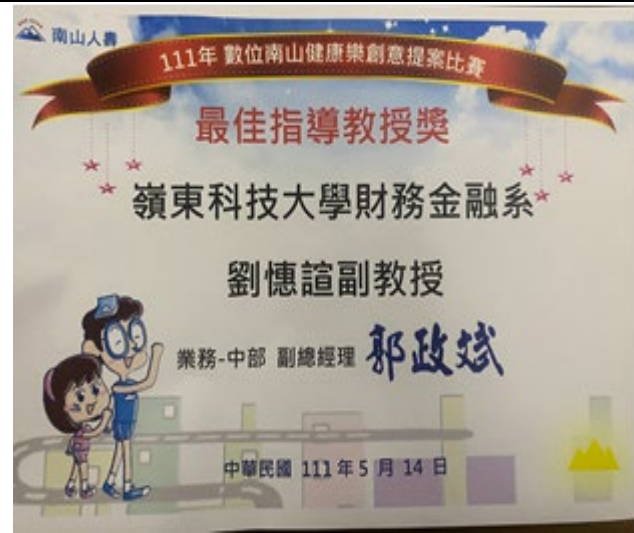 南山人壽
111年 數位南山健康樂創意提案比賽
最佳指導教授獎
嶺東科技大學財務金融系
劉憓諠副教授
業務-中部 副總經理 郭政斌
中華民國 111 年 5 月 14 日